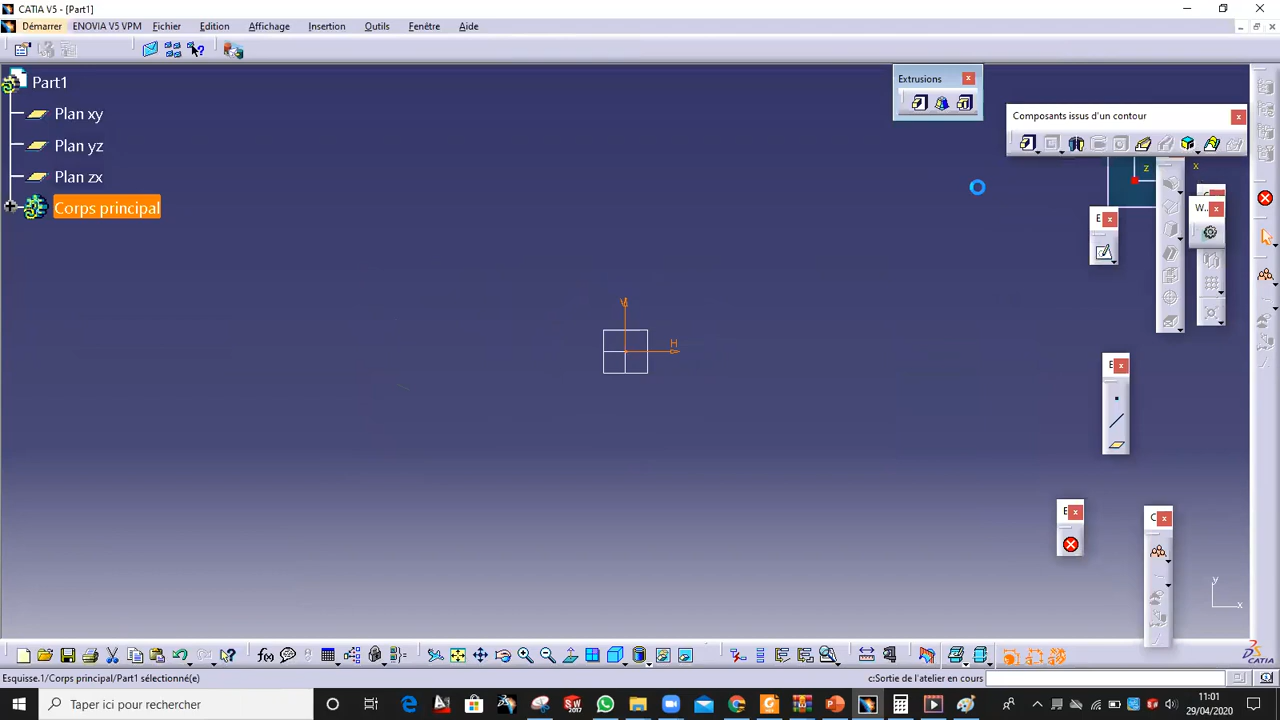 CATIA V5 - [Part1]
Démarrer ENOVIA V5 VPM Fichier Edition Affichage Insertion Outils Fenêtre Aide
Part1
Plan xy
Plan yz
Plan zx
Corps principal
Extrusions
Composants issus d'un contour
z x
W...
E
V
H
E
E
C
y
x
f(x)
CATIA
Esquisse.1/Corps principal/Part1 sélectionné(e)
c:Sortie de l'atelier en cours
Taper ici pour rechercher
11:01
29/04/2020